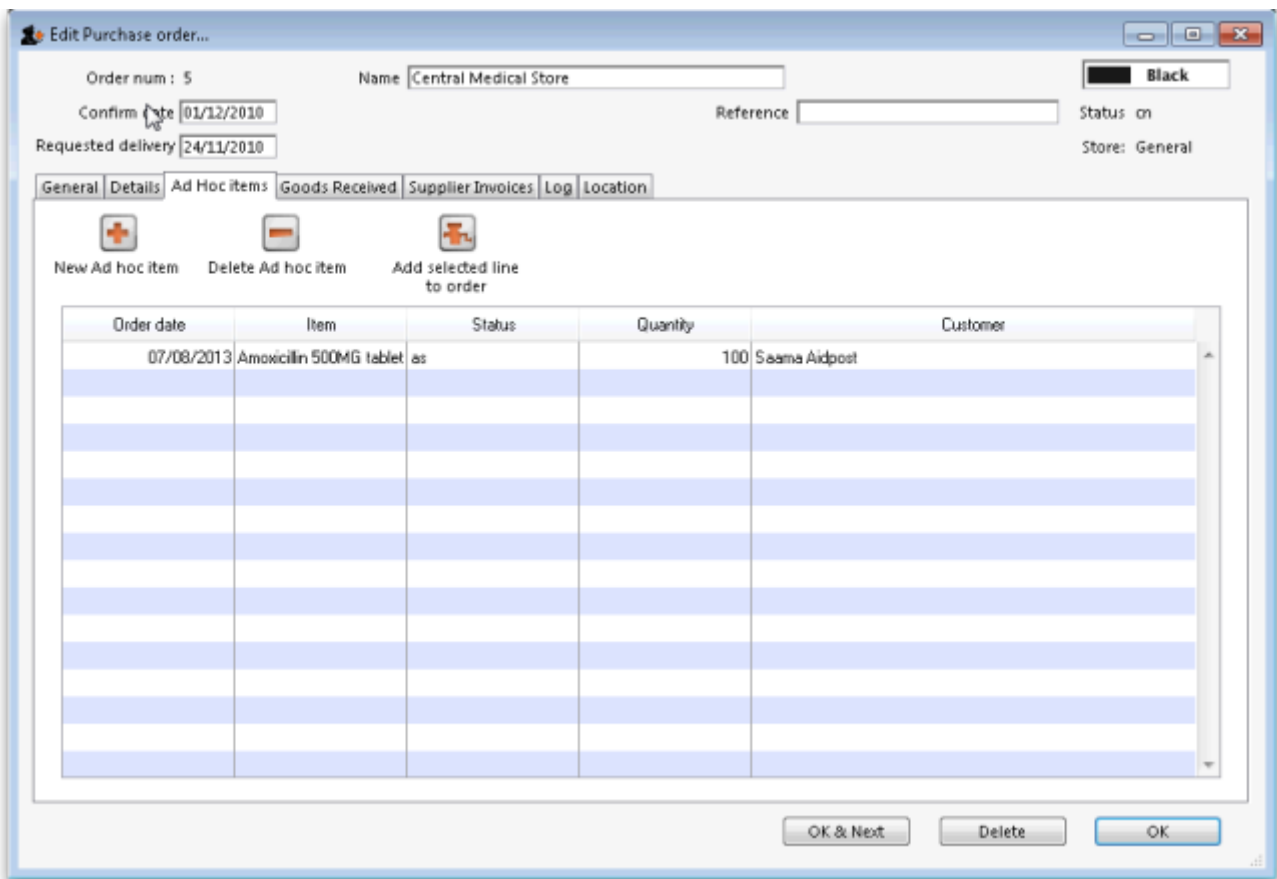 Edit Purchase order...
Order num : 5 Name Central Medical Store Black
Confirm Date 01/12/2010 Reference Status cn
Requested delivery 24/11/2010 Store: General
General Details Ad Hoc items Goods Received Supplier Invoices Log Location
New Ad hoc item Delete Ad hoc item Add selected line
to order
Order date Item Status Quantity Customer
07/08/2013 Amoxicillin 500MG tablet as 100 Saama Aidpost
OK & Next Delete OK